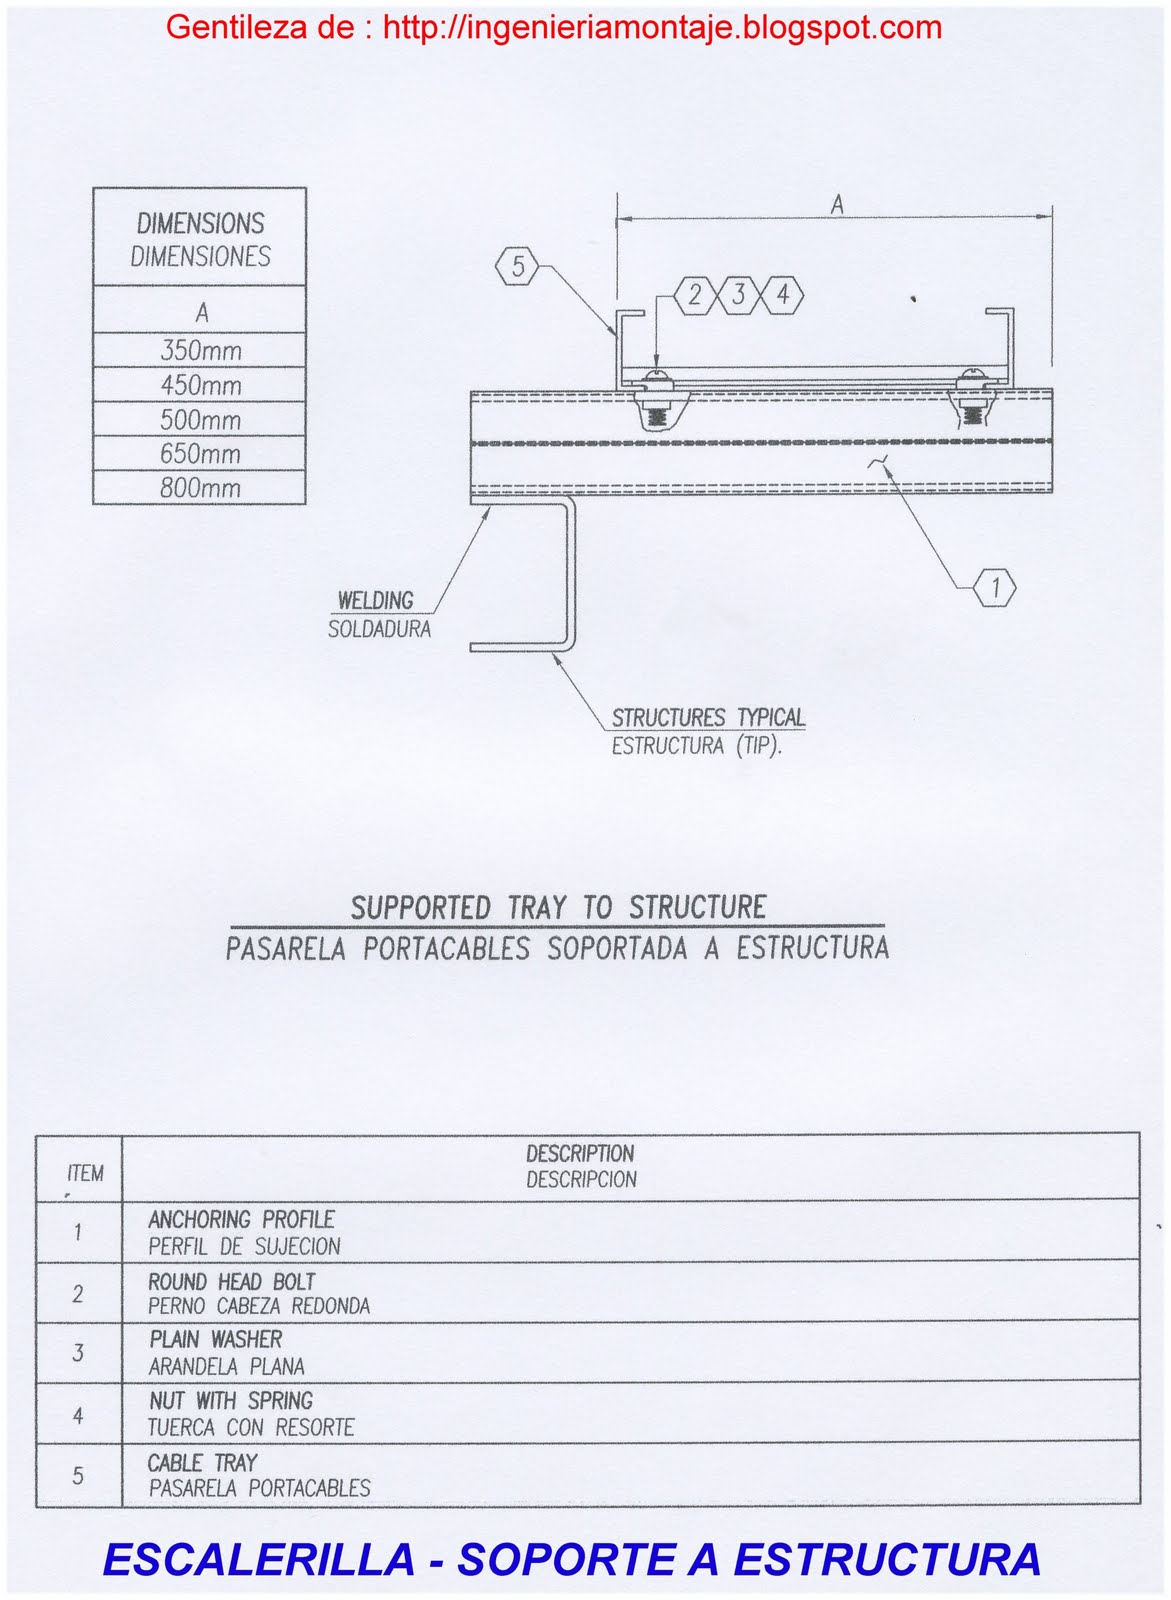 Gentileza de : http://ingenieriamontaje.blogspot.com
DIMENSIONS
DIMENSIONES
A
350mm
450mm
500mm
650mm
800mm
A
5
2 3 4
1
WELDING
SOLDADURA
STRUCTURES TYPICAL
ESTRUCTURA (TIP).
SUPPORTED TRAY TO STRUCTURE
PASARELA PORTACABLES SOPORTADA A ESTRUCTURA
ITEM
DESCRIPTION
DESCRIPCION
1
ANCHORING PROFILE
PERFIL DE SUJECION
2
ROUND HEAD BOLT
PERNO CABEZA REDONDA
3
PLAIN WASHER
ARANDELA PLANA
4
NUT WITH SPRING
TUERCA CON RESORTE
5
CABLE TRAY
PASARELA PORTACABLES
ESCALERILLA - SOPORTE A ESTRUCTURA